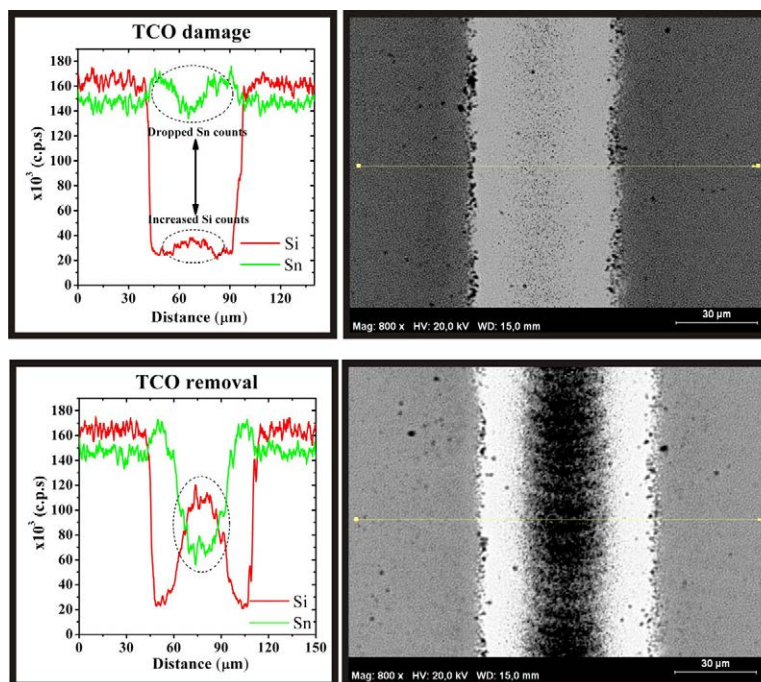 TCO damage
180
160
140
120
100
80
60
40
20
0
x10³ (c.p.s)
Dropped Sn counts
Increased Si counts
Si
Sn
0 30 60 90 120
Distance (μm)
Mag: 800 x HV: 20,0 kV WD: 15,0 mm
30 μm
TCO removal
180
160
140
120
100
80
60
40
20
0
x10³ (c.p.s)
Si
Sn
0 30 60 90 120 150
Distance (μm)
Mag: 800 x HV: 20,0 kV WD: 15,0 mm
30 μm